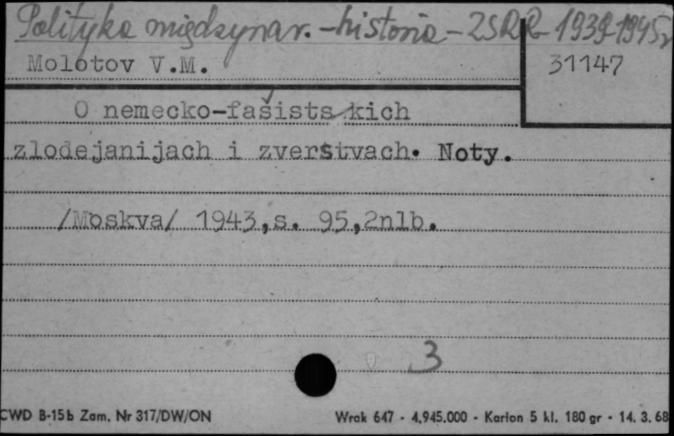 Polityka międzynar. - historia - ZSRR - 1939-1945r
Molotov V.M.
31147
O nemecko-fašistskich
zlodejanijach i zverstvach. Noty.
/Moskva/ 1943,s. 95,2nlb.
3
CWD B-15b Zam. Nr 317/DW/ON
Wrak 647 - 4.945.000 - Karton 5 kl. 180 gr - 14. 3. 68